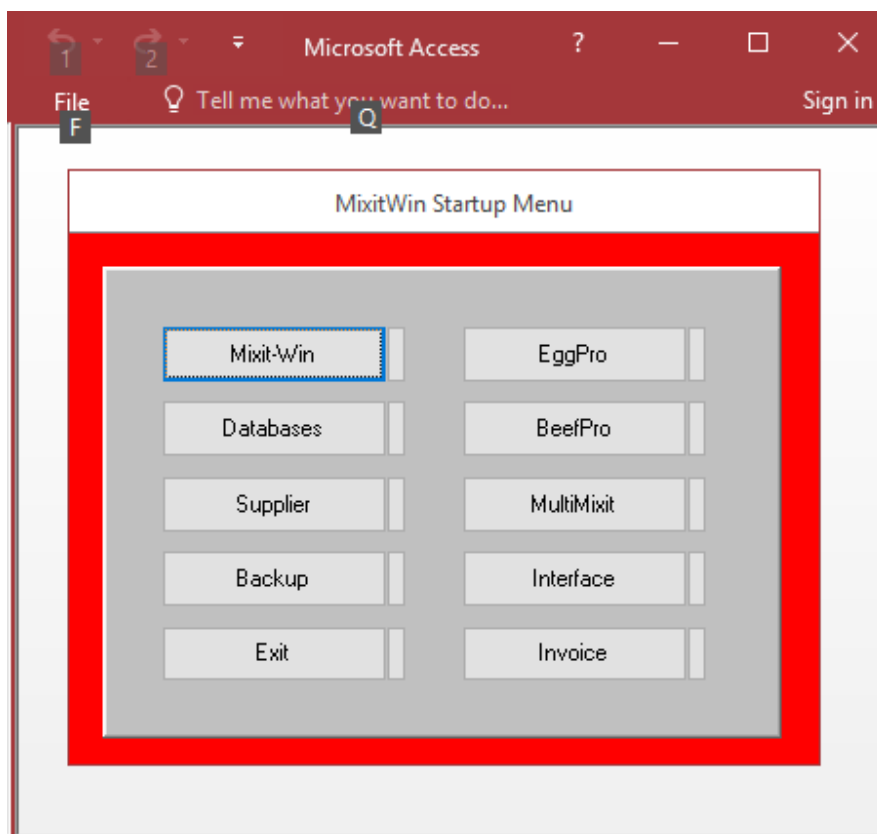 Microsoft Access ?
1 2
File Tell me what you want to do... Sign in
F Q
MixitWin Startup Menu
Mixit-Win EggPro
Databases BeefPro
Supplier MultiMixit
Backup Interface
Exit Invoice